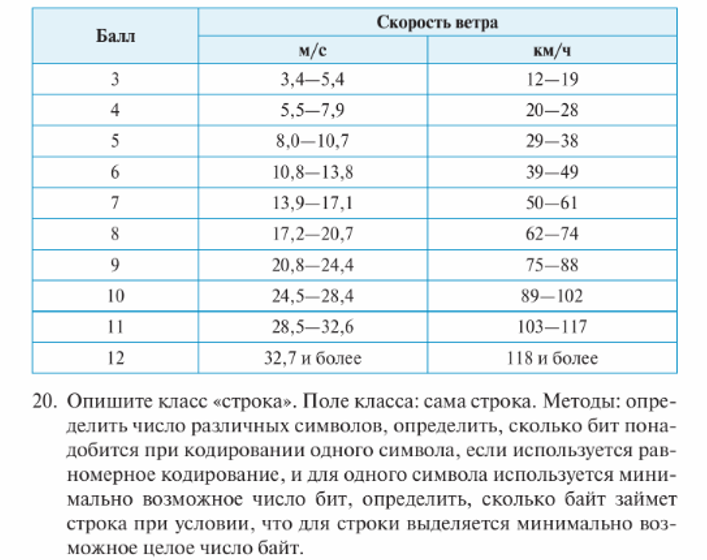 Балл Скорость ветра
м/с км/ч
3 3,4—5,4 12—19
4 5,5—7,9 20—28
5 8,0—10,7 29—38
6 10,8—13,8 39—49
7 13,9—17,1 50—61
8 17,2—20,7 62—74
9 20,8—24,4 75—88
10 24,5—28,4 89—102
11 28,5—32,6 103—117
12 32,7 и более 118 и более
20. Опишите класс «строка». Поле класса: сама строка. Методы: опре-
делить число различных символов, определить, сколько бит пона-
добится при кодировании одного символа, если используется рав-
номерное кодирование, и для одного символа используется мини-
мально возможное число бит, определить, сколько байт займет
строка при условии, что для строки выделяется минимально воз-
можное целое число байт.